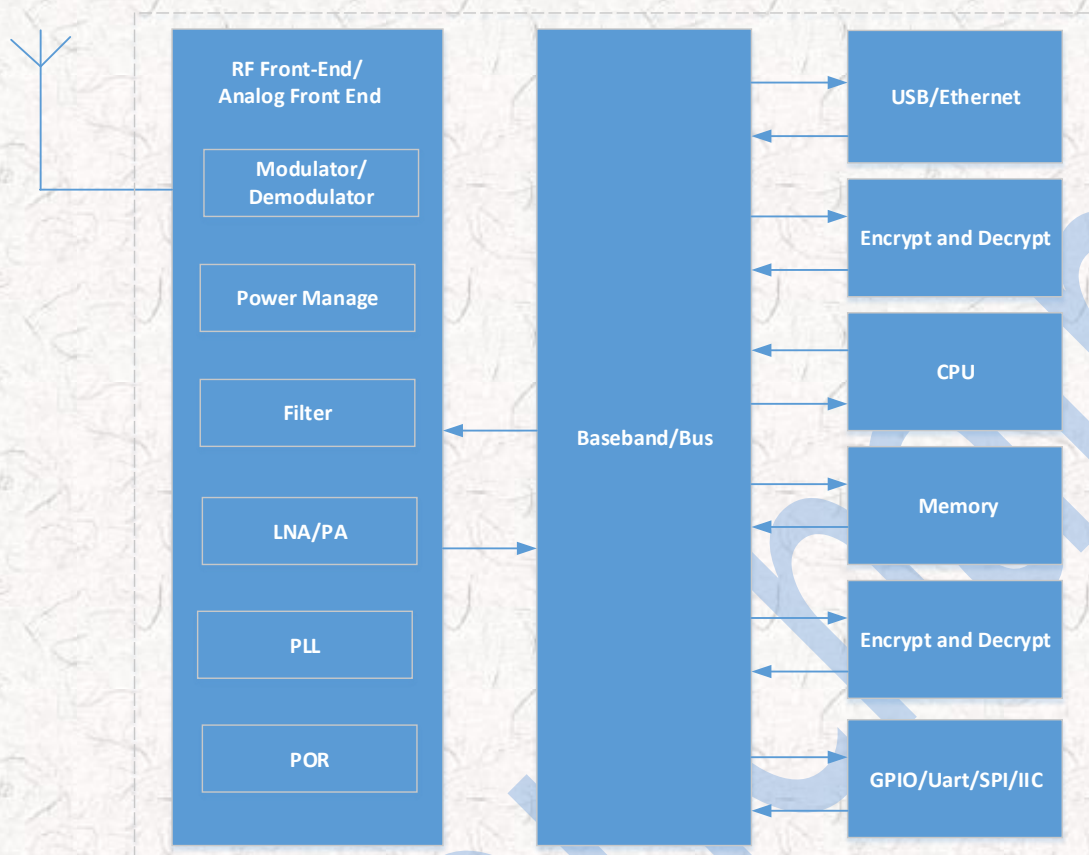 RF Front-End/
Analog Front End
Modulator/
Demodulator
Power Manage
Filter
LNA/PA
PLL
POR
Baseband/Bus
USB/Ethernet
Encrypt and Decrypt
CPU
Memory
Encrypt and Decrypt
GPIO/Uart/SPI/IIC